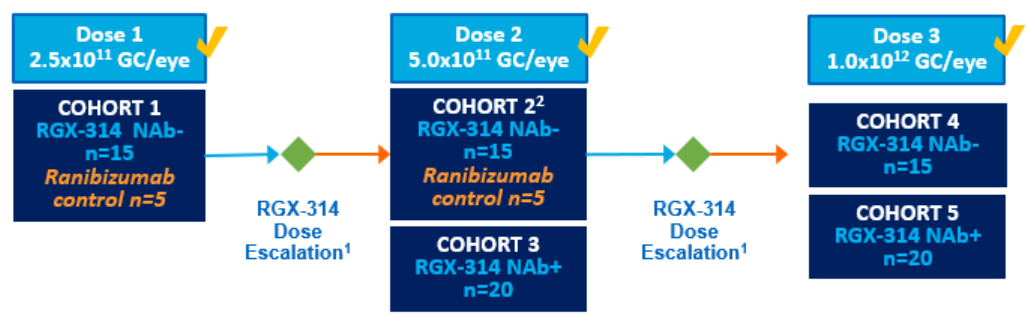 Dose 1
2.5x10¹¹ GC/eye
COHORT 1
RGX-314 NAb-
n=15
Ranibizumab
control n=5
RGX-314
Dose
Escalation¹
Dose 2
5.0x10¹¹ GC/eye
COHORT 2²
RGX-314 NAb-
n=15
Ranibizumab
control n=5
COHORT 3
RGX-314 NAb+
n=20
RGX-314
Dose
Escalation¹
Dose 3
1.0x10¹² GC/eye
COHORT 4
RGX-314 NAb-
n=15
COHORT 5
RGX-314 NAb+
n=20